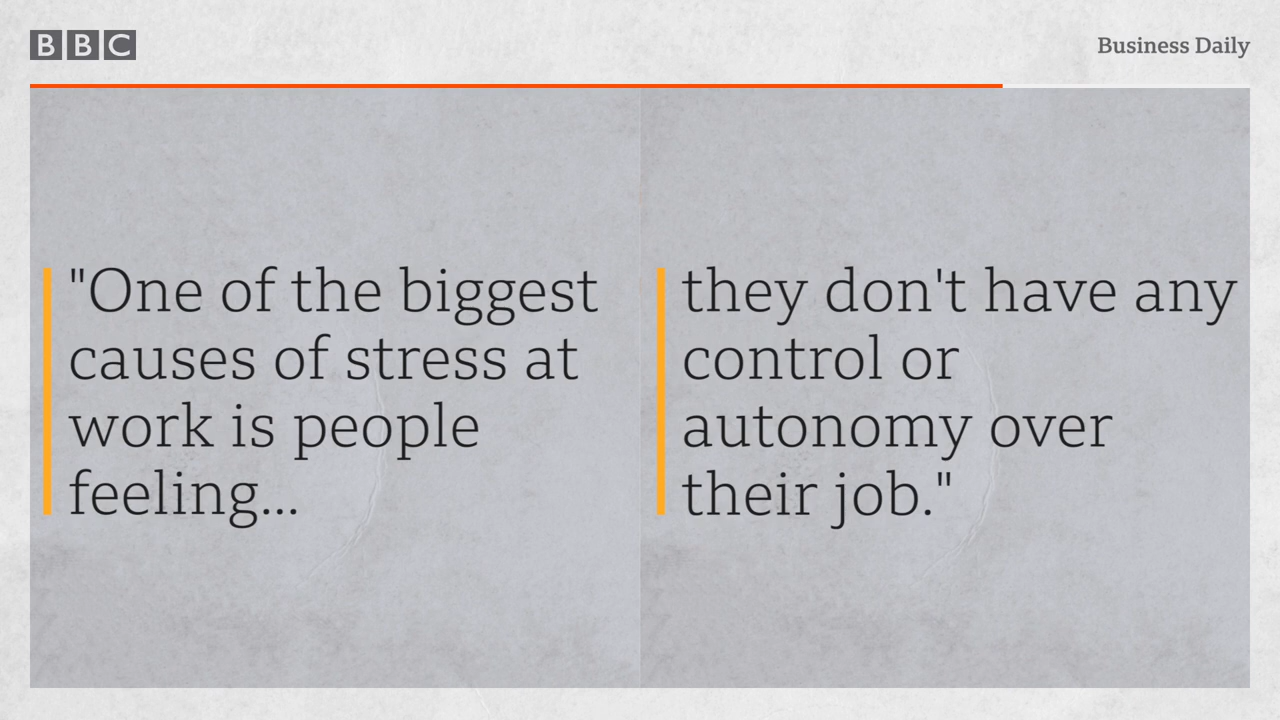 BBC
Business Daily
"One of the biggest
causes of stress at
work is people
feeling...
they don't have any
control or
autonomy over
their job."